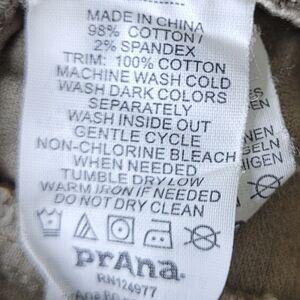 MADE IN CHINA
98% COTTON /
2% SPANDEX
TRIM: 100% COTTON
MACHINE WASH COLD
WASH DARK COLORS
SEPARATELY
WASH INSIDE OUT
GENTLE CYCLE
NON-CHLORINE BLEACH
WHEN NEEDED
TUMBLE DRY LOW
WARM IRON IF NEEDED
DO NOT DRY CLEAN
prAna.
RN124977